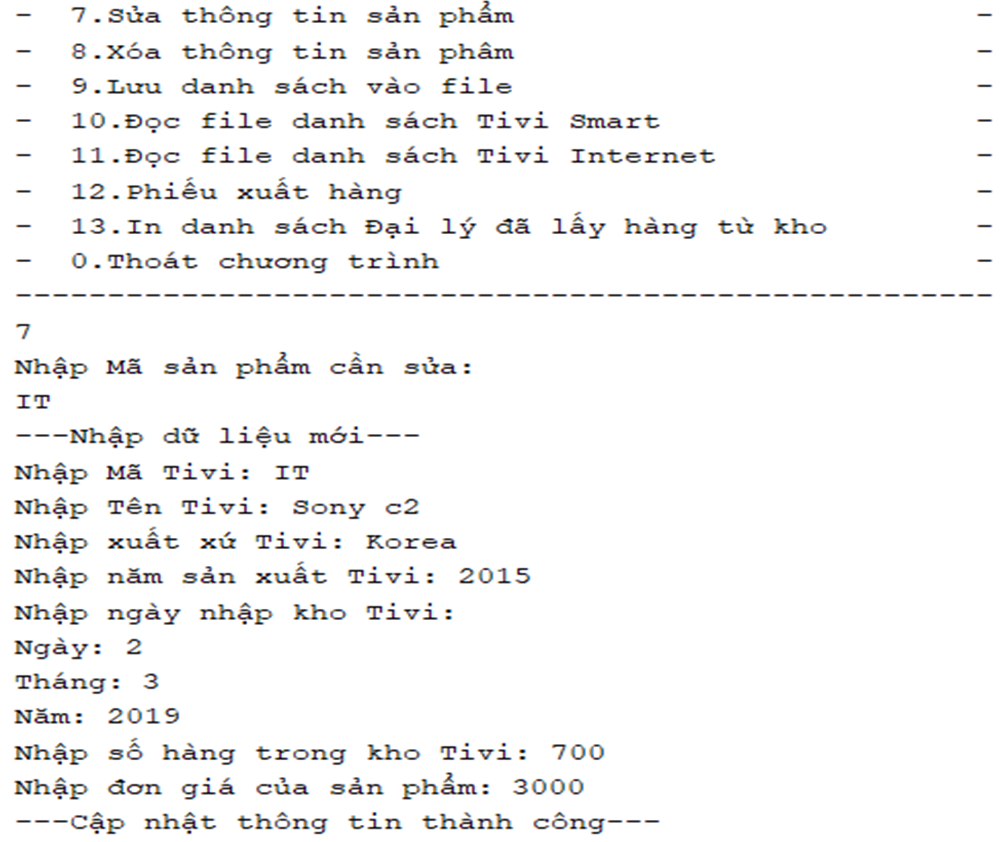 -  7.Sửa thông tin sản phẩm  -
-  8.Xóa thông tin sản phâm  -
-  9.Lưu danh sách vào file  -
-  10.Đọc file danh sách Tivi Smart  -
-  11.Đọc file danh sách Tivi Internet  -
-  12.Phiếu xuất hàng  -
-  13.In danh sách Đại lý đã lấy hàng từ kho  -
-  0.Thoát chương trình  -
-----------------------------------------------------
7
Nhập Mã sản phẩm cần sửa:
IT
---Nhập dữ liệu mới---
Nhập Mã Tivi: IT
Nhập Tên Tivi: Sony c2
Nhập xuất xứ Tivi: Korea
Nhập năm sản xuất Tivi: 2015
Nhập ngày nhập kho Tivi:
Ngày: 2
Tháng: 3
Năm: 2019
Nhập số hàng trong kho Tivi: 700
Nhập đơn giá của sản phẩm: 3000
---Cập nhật thông tin thành công---